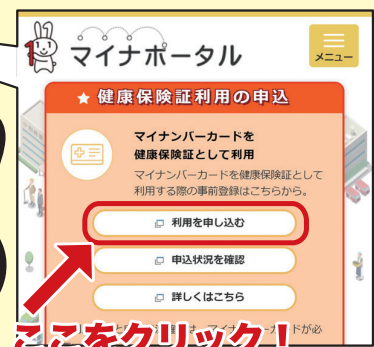 マイナポータル
メニュー
★ 健康保険証利用の申込
マイナンバーカードを
健康保険証として利用
マイナンバーカードを健康保険証として
利用する際の事前登録はこちらから。
利用を申し込む
申込状況を確認
詳しくはこちら
ここをクリック!